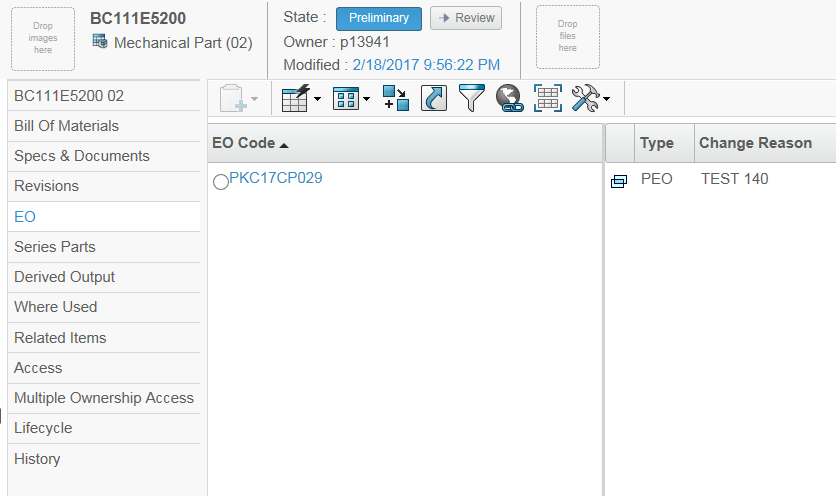 Drop
images
here
BC111E5200
Mechanical Part (02)
State : Preliminary Review
Owner : p13941
Modified : 2/18/2017 9:56:22 PM
Drop
files
here
BC111E5200 02
Bill Of Materials
Specs & Documents
Revisions
EO
Series Parts
Derived Output
Where Used
Related Items
Access
Multiple Ownership Access
Lifecycle
History
EO Code Type Change Reason
PKC17CP029 PEO TEST 140